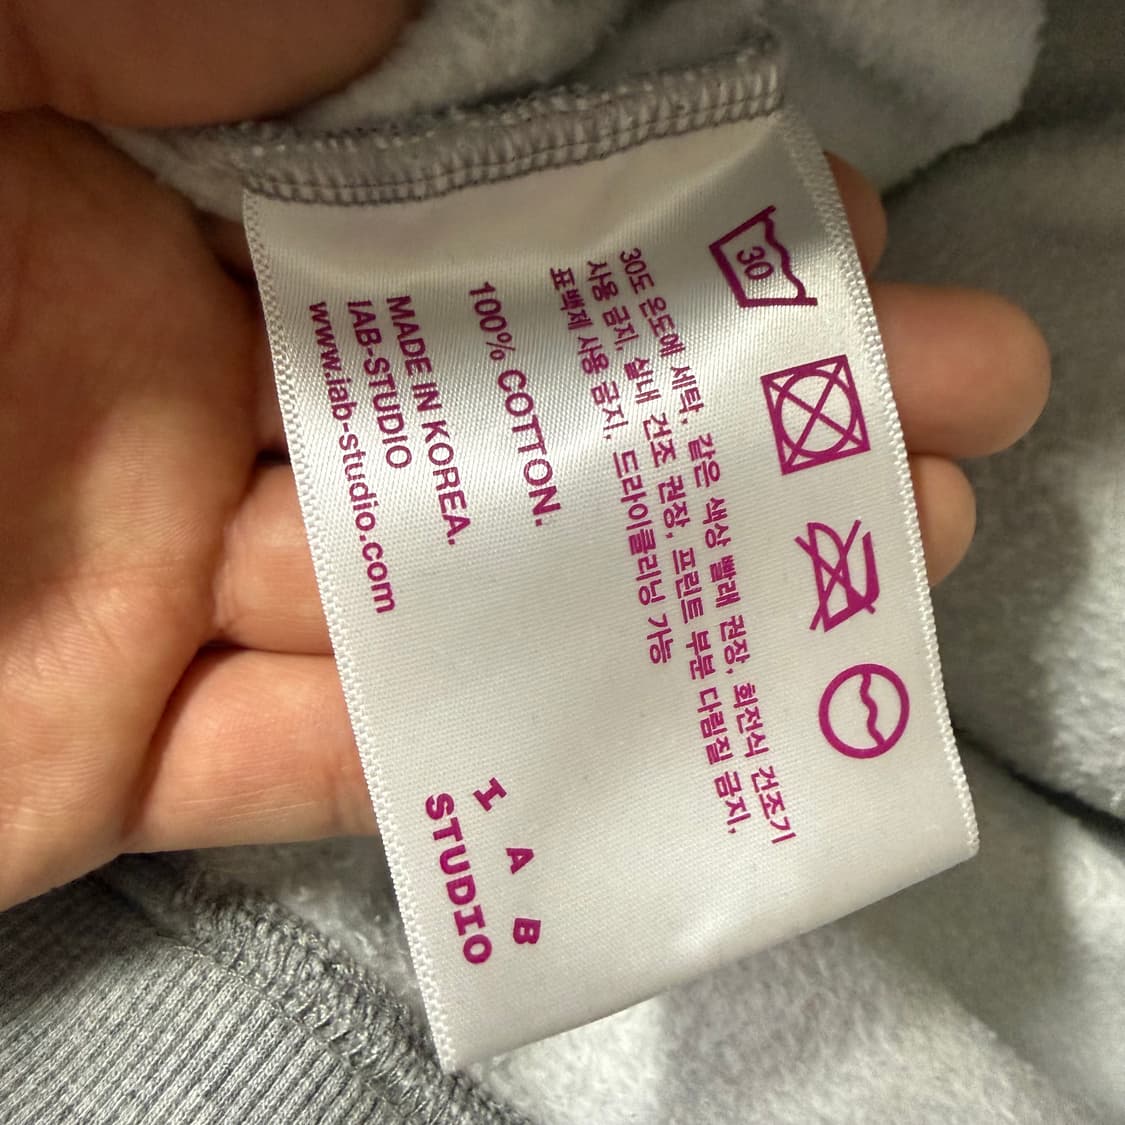 30
30도 온도에 세탁, 같은 색상 빨래 권장, 회전식 건조기
사용 금지, 실내 건조 권장, 프린트 부분 다림질 금지,
표백제 사용 금지, 드라이클리닝 가능
100% COTTON.
MADE IN KOREA.
IAB-STUDIO
www.iab-studio.com
I A B
STUDIO